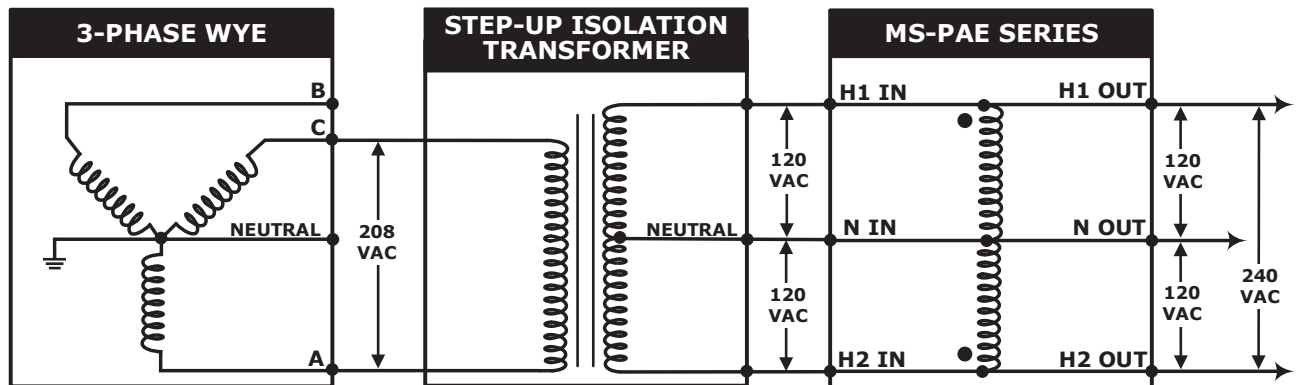 3-PHASE WYE
STEP-UP ISOLATION
TRANSFORMER
MS-PAE SERIES
B
C
NEUTRAL
A
208
VAC
NEUTRAL
120
VAC
120
VAC
H1 IN
H1 OUT
N IN
N OUT
H2 IN
H2 OUT
120
VAC
120
VAC
240
VAC